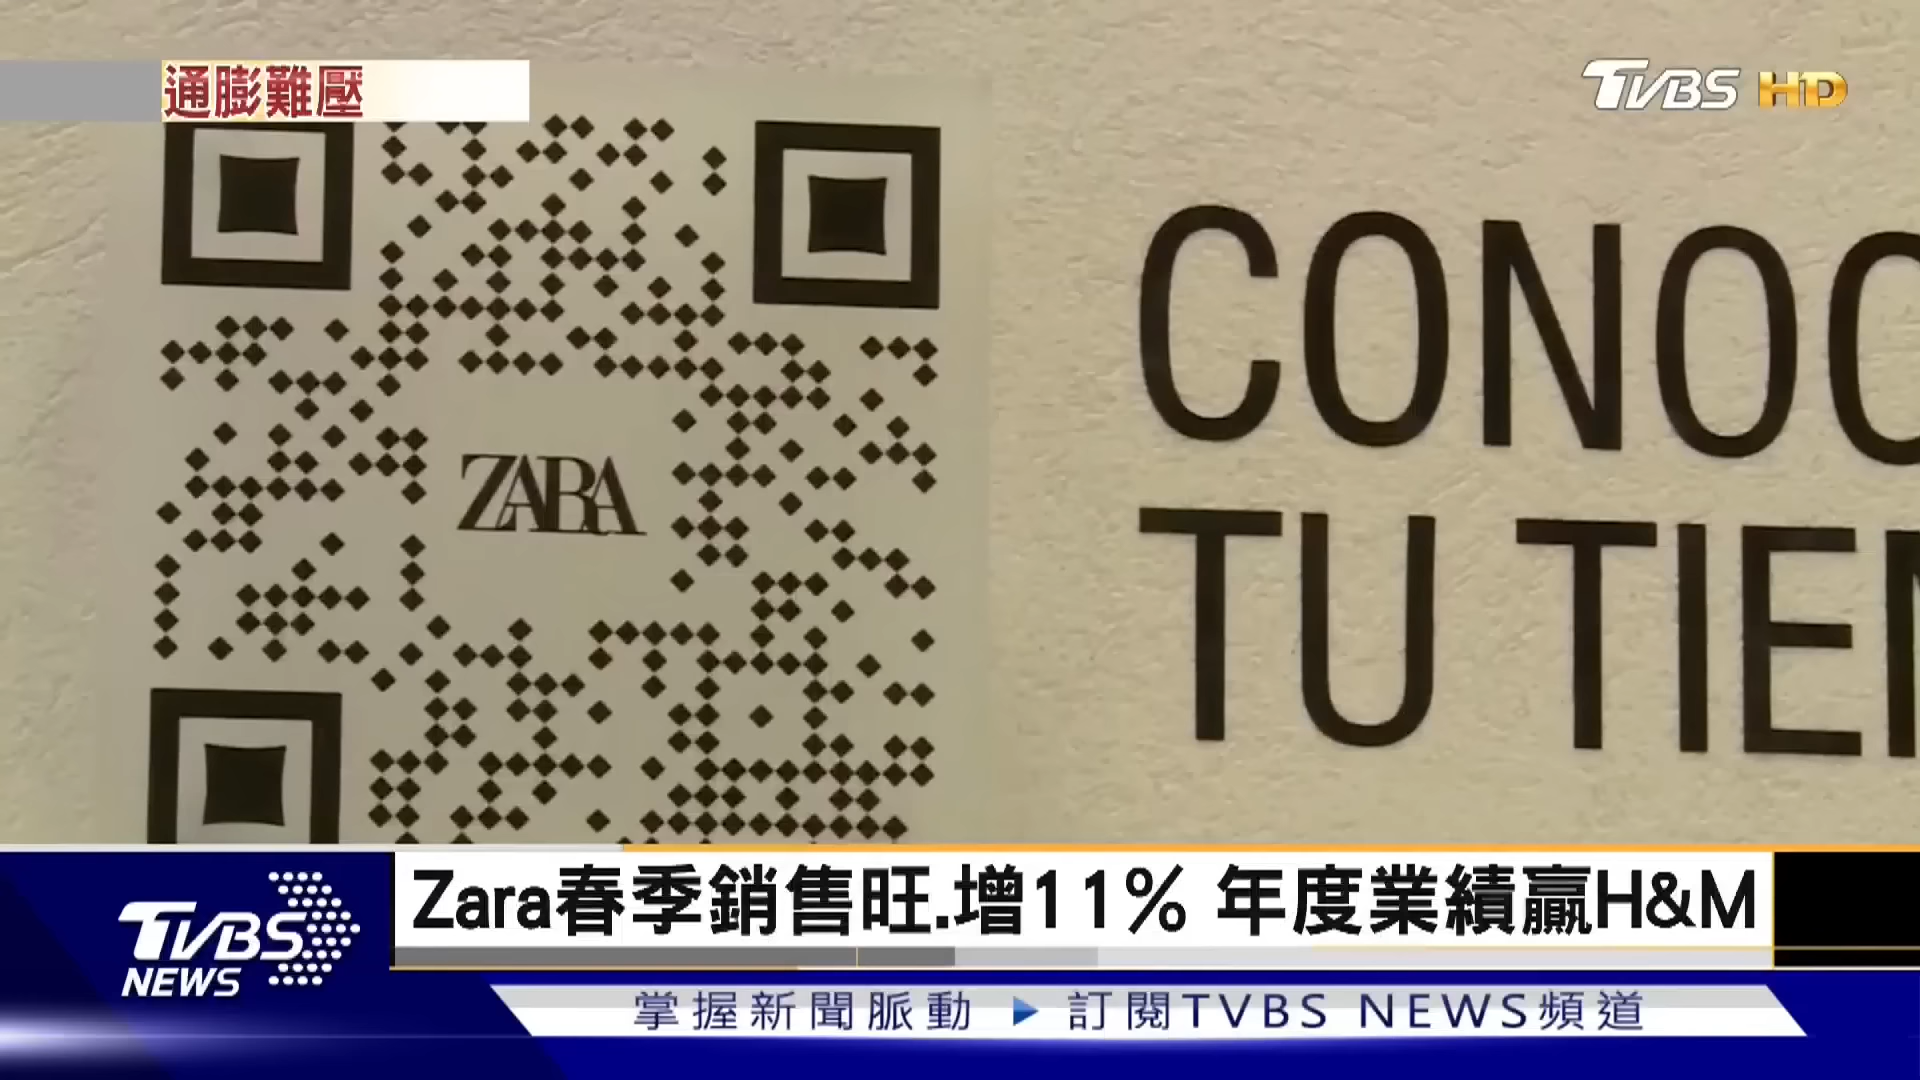 通膨難壓
TVBS HD
CONOC
TU TIEN
ZARA
Zara春季銷售旺.增11% 年度業績贏H&M
TVBS
NEWS
掌握新聞脈動 ▶ 訂閱TVBS NEWS頻道